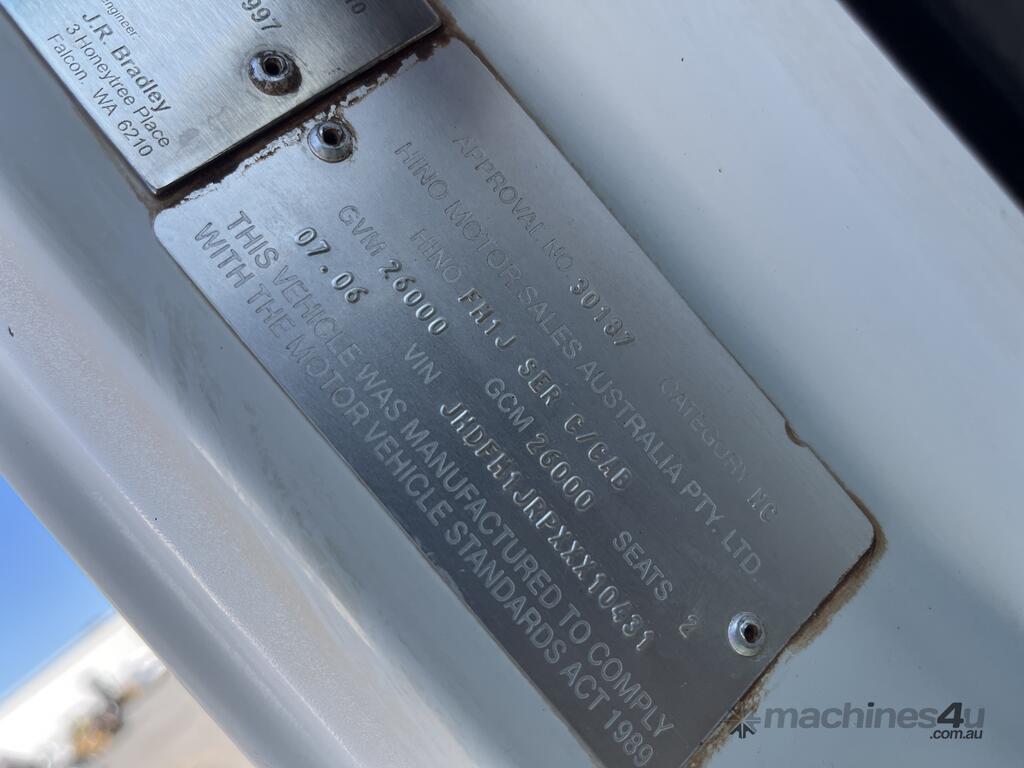 10
997
Engineer
J.R. Bradley
3 Honeytree Place
Falcon, WA 6210
APPROVAL NO. 30187 CATEGORY NC
HINO MOTOR SALES AUSTRALIA PTY. LTD.
HINO FH1J SER C/CAB
GVM 26000 GCM 26000 SEATS 2
07.06 VIN JHDFH1JRPXXX10431
THIS VEHICLE WAS MANUFACTURED TO COMPLY
WITH THE MOTOR VEHICLE STANDARDS ACT 1989
machines4u
.com.au